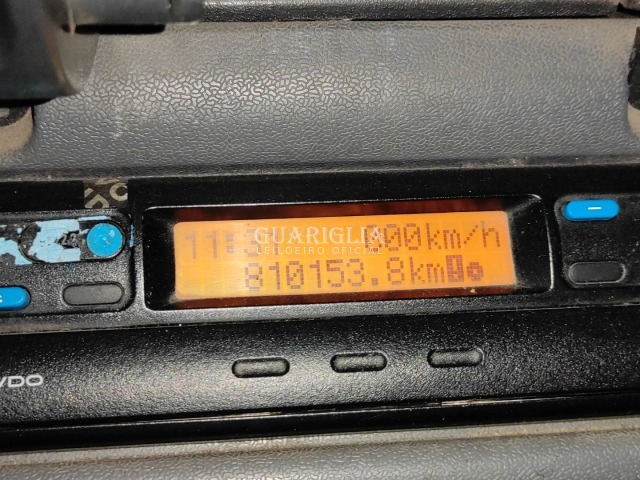 000km/h
810153.8km
GUARIGLIA
LEILOEIRO OFICIAL
VDO